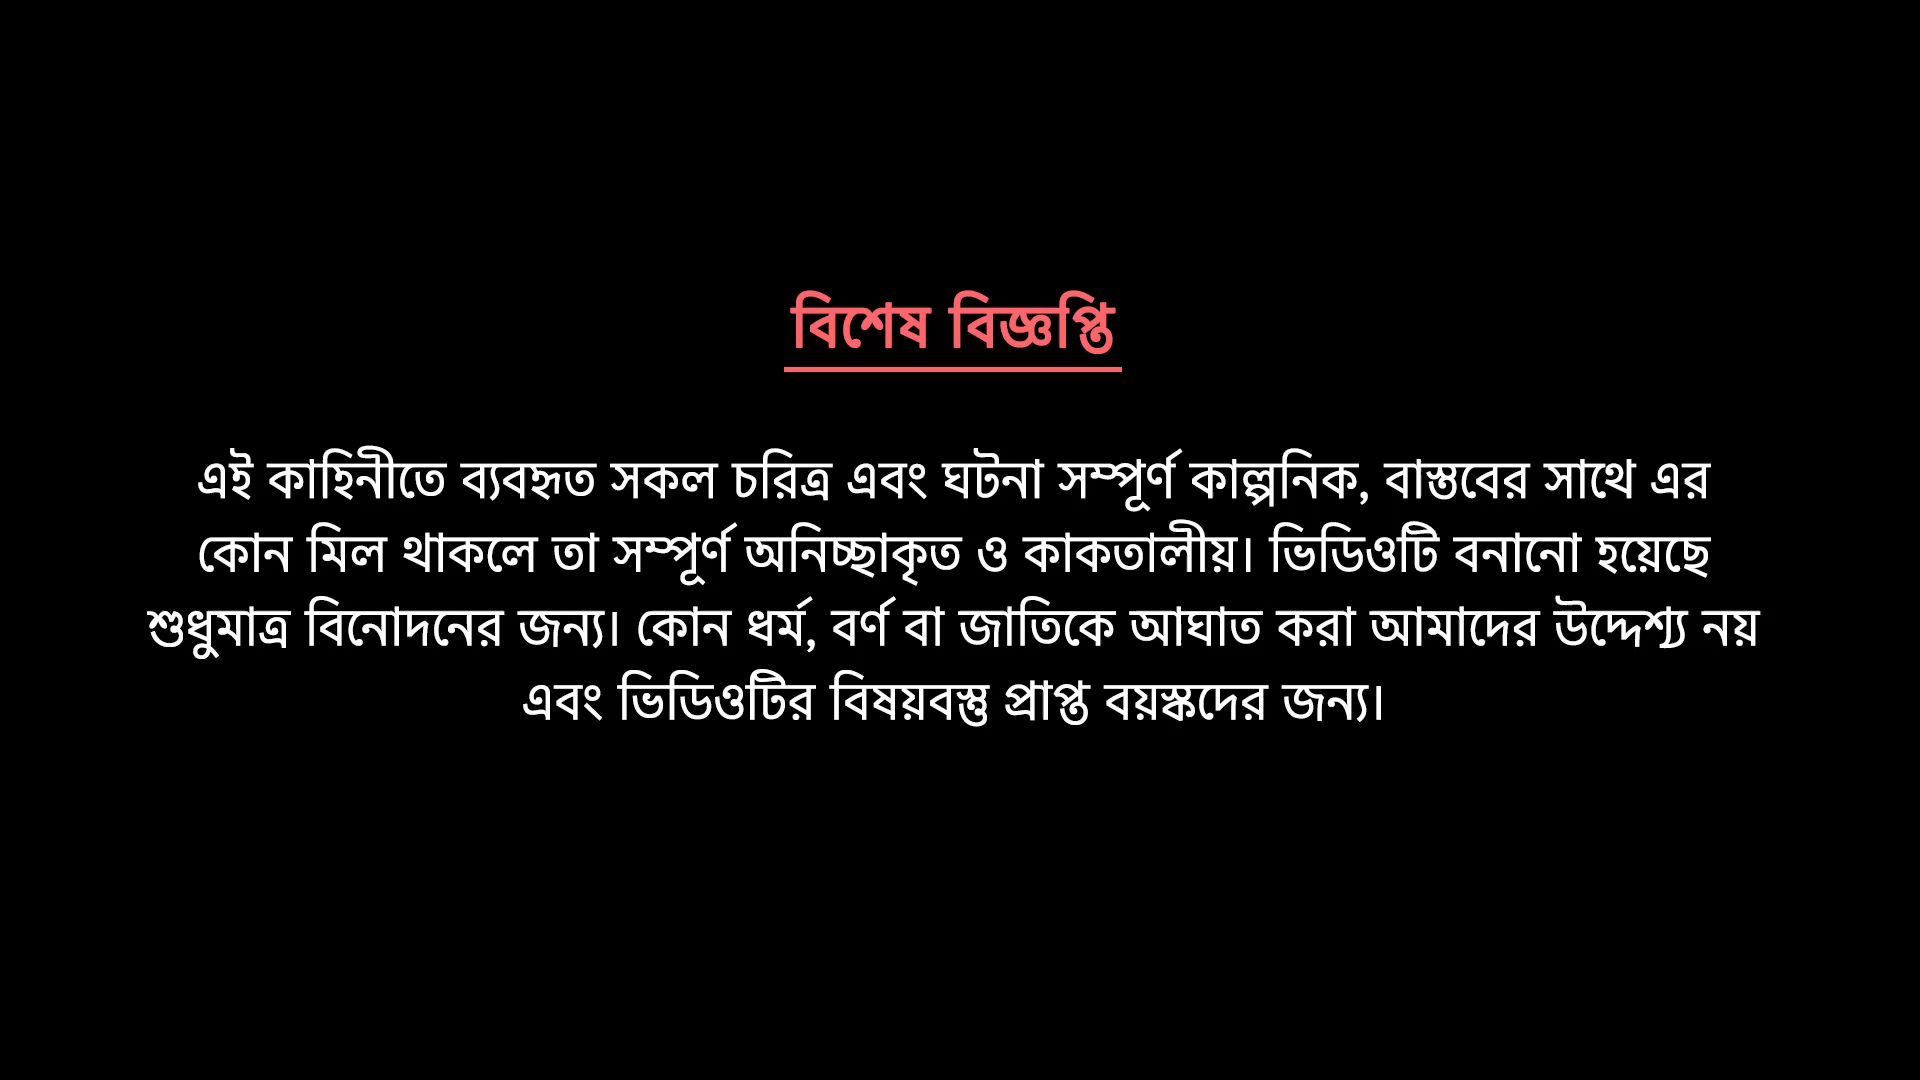 বিশেষ বিজ্ঞপ্তি
এই কাহিনীতে ব্যবহৃত সকল চরিত্র এবং ঘটনা সম্পূর্ণ কাল্পনিক, বাস্তবের সাথে এর
কোন মিল থাকলে তা সম্পূর্ণ অনিচ্ছাকৃত ও কাকতালীয়। ভিডিওটি বনানো হয়েছে
শুধুমাত্র বিনোদনের জন্য। কোন ধর্ম, বর্ণ বা জাতিকে আঘাত করা আমাদের উদ্দেশ্য নয়
এবং ভিডিওটির বিষয়বস্তু প্রাপ্ত বয়স্কদের জন্য।